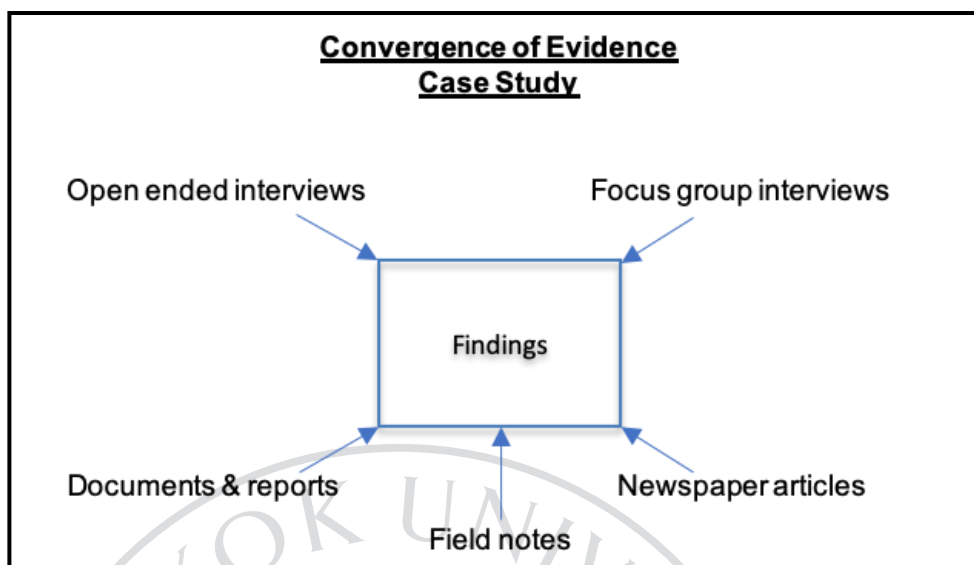 Convergence of Evidence
Case Study
Open ended interviews
Focus group interviews
Findings
Documents & reports
Newspaper articles
Field notes